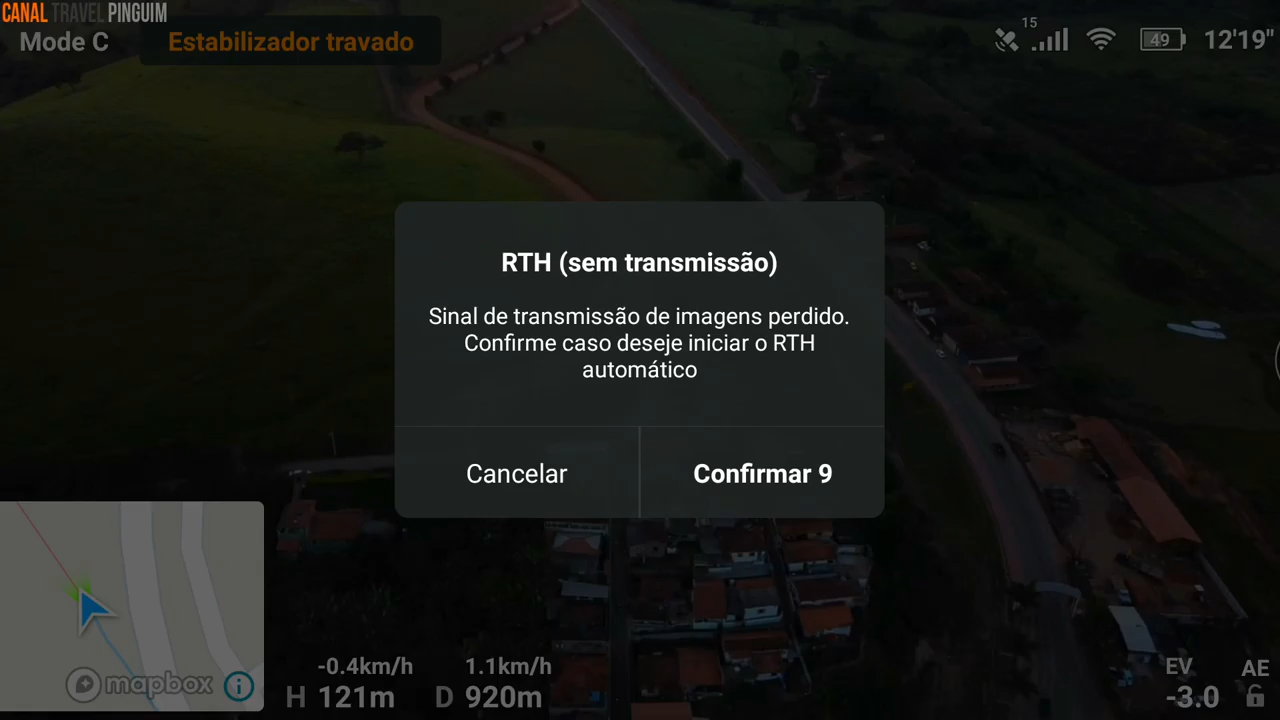 CANAL TRAVEL PINGUIM
Mode C
Estabilizador travado
15
49
12'19"
RTH (sem transmissão)
Sinal de transmissão de imagens perdido.
Confirme caso deseje iniciar o RTH
automático
Cancelar
Confirmar 9
mapbox
-0.4km/h
1.1km/h
H 121m
D 920m
EV
-3.0
AE